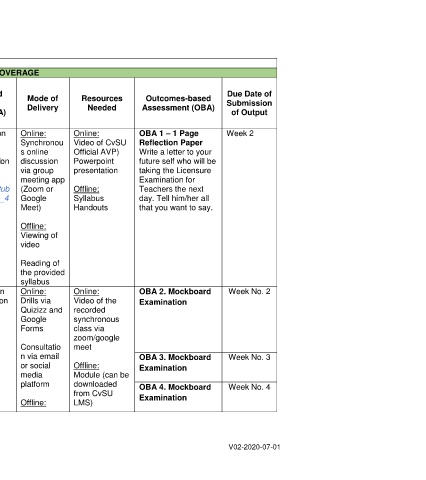 OVERAGE
d
A)
Mode of
Delivery
Resources
Needed
Outcomes-based
Assessment (OBA)
Due Date of
Submission
of Output
on
ion
ub
_4
Online:
Synchronou
s online
discussion
via group
meeting app
(Zoom or
Google
Meet)
Offline:
Viewing of
video
Reading of
the provided
syllabus
Online:
Video of CvSU
Official AVP)
Powerpoint
presentation
Offline:
Syllabus
Handouts
OBA 1 – 1 Page
Reflection Paper
Write a letter to your
future self who will be
taking the Licensure
Examination for
Teachers the next
day. Tell him/her all
that you want to say.
Week 2
n
on
Online:
Drills via
Quizizz and
Google
Forms
Consultatio
n via email
or social
media
platform
Offline:
Online:
Video of the
recorded
synchronous
class via
zoom/google
meet
Offline:
Module (can be
downloaded
from CvSU
LMS)
OBA 2. Mockboard
Examination
Week No. 2
OBA 3. Mockboard
Examination
Week No. 3
OBA 4. Mockboard
Examination
Week No. 4
V02-2020-07-01